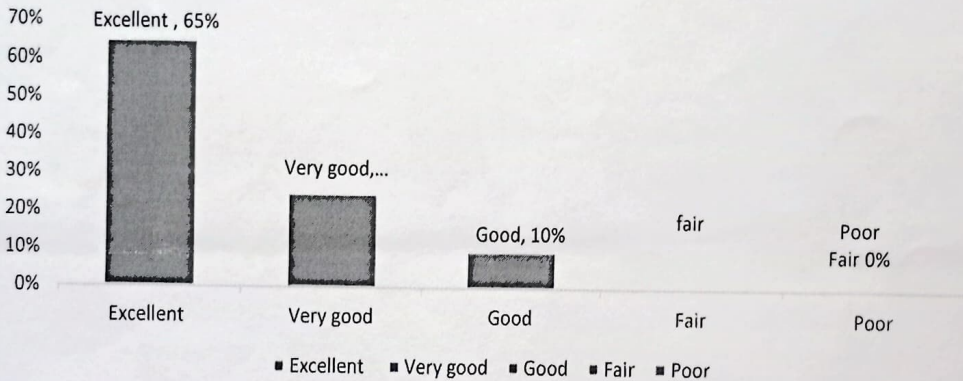 70%
60%
50%
40%
30%
20%
10%
0%
Excellent , 65%
Very good,...
Good, 10%
fair
Poor
Fair 0%
Excellent
Very good
Good
Fair
Poor
Excellent
Very good
Good
Fair
Poor